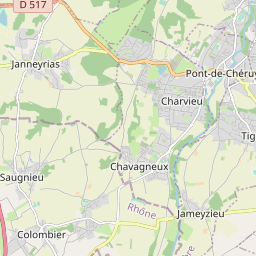 D 517
Janneyrias
Pont-de-Chéruy
Charvieu
Tig
Chavagneux
Saugnieu
Rhône
Jameyzieu
Colombier